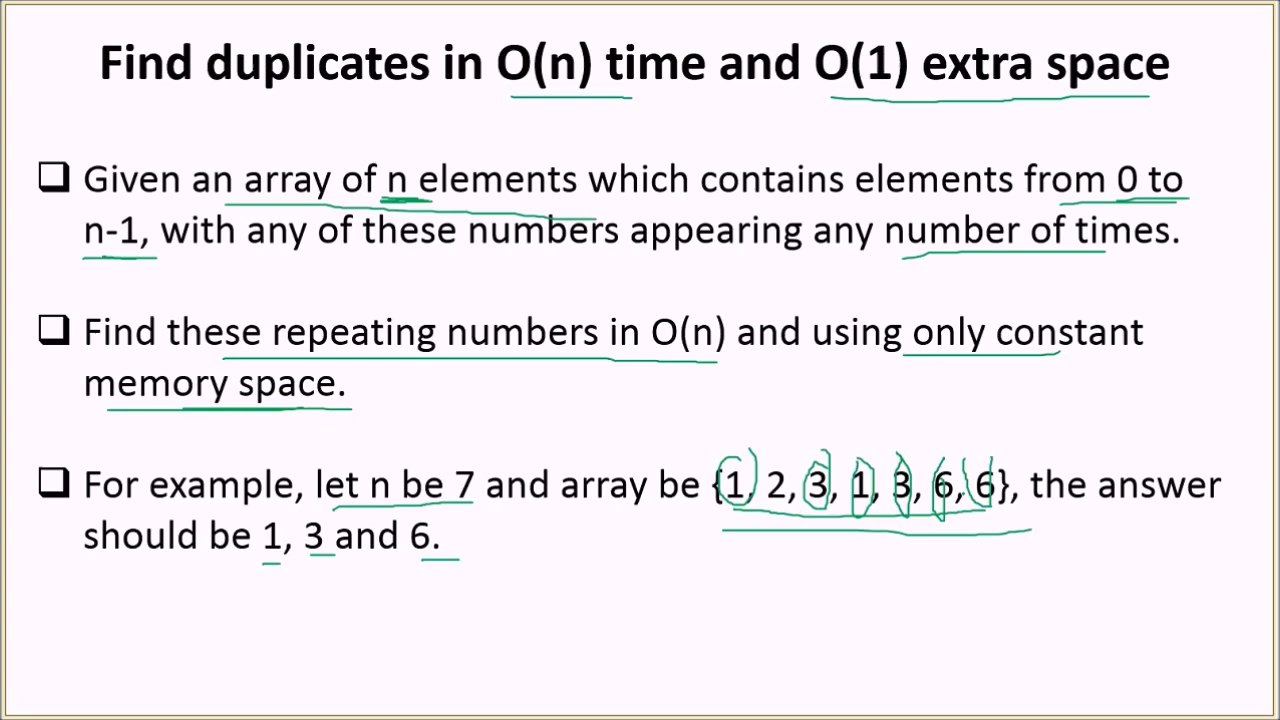 Find duplicates in O(n) time and O(1) extra space
Given an array of n elements which contains elements from 0 to
n-1, with any of these numbers appearing any number of times.
Find these repeating numbers in O(n) and using only constant
memory space.
For example, let n be 7 and array be {1, 2, 3, 1, 3, 6, 6}, the answer
should be 1, 3 and 6.